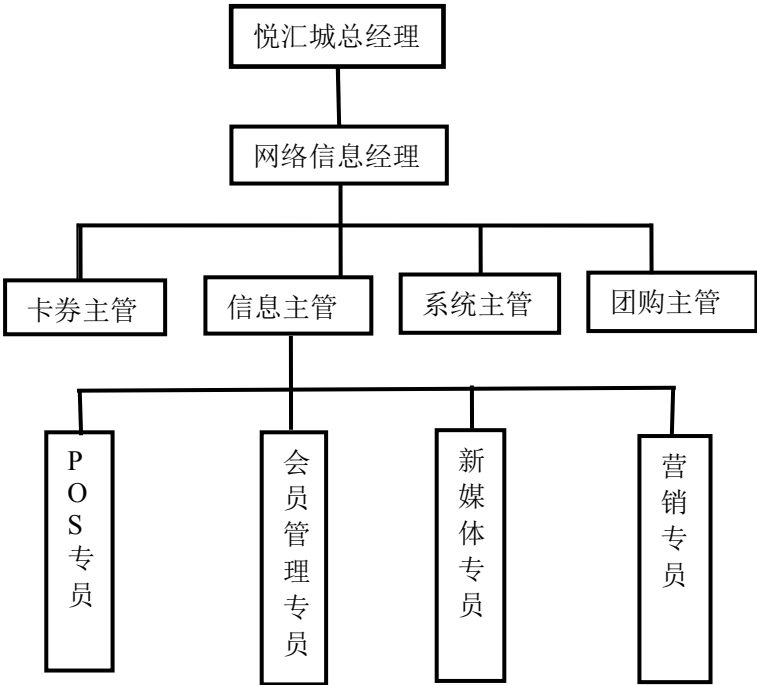 悦汇城总经理
网络信息经理
卡券主管
信息主管
系统主管
团购主管
POS专员
会员管理专员
新媒体专员
营销专员